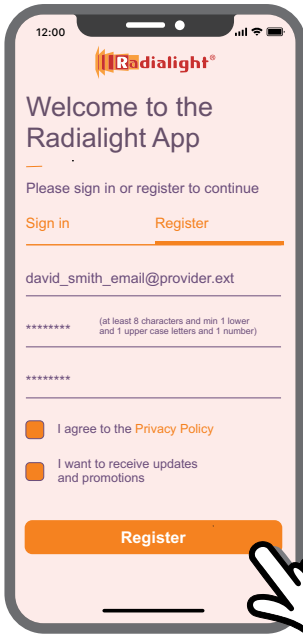 12:00
Radialight®
Welcome to the
Radialight App
Please sign in or register to continue
Sign in Register
david_smith_email@provider.ext
******** (at least 8 characters and min 1 lower
and 1 upper case letters and 1 number)
********
I agree to the Privacy Policy
I want to receive updates
and promotions
Register